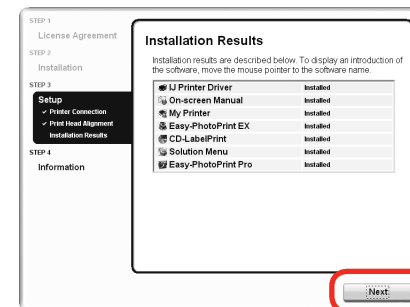 STEP 1
License Agreement
STEP 2
Installation
STEP 3
Setup
Printer Connection
Print Head Alignment
Installation Results
STEP 4
Information
Installation Results
Installation results are described below. To display an introduction of
the software, move the mouse pointer to the software name.
IJ Printer Driver Installed
On-screen Manual Installed
My Printer Installed
Easy-PhotoPrint EX Installed
CD-LabelPrint Installed
Solution Menu Installed
Easy-PhotoPrint Pro Installed
Next